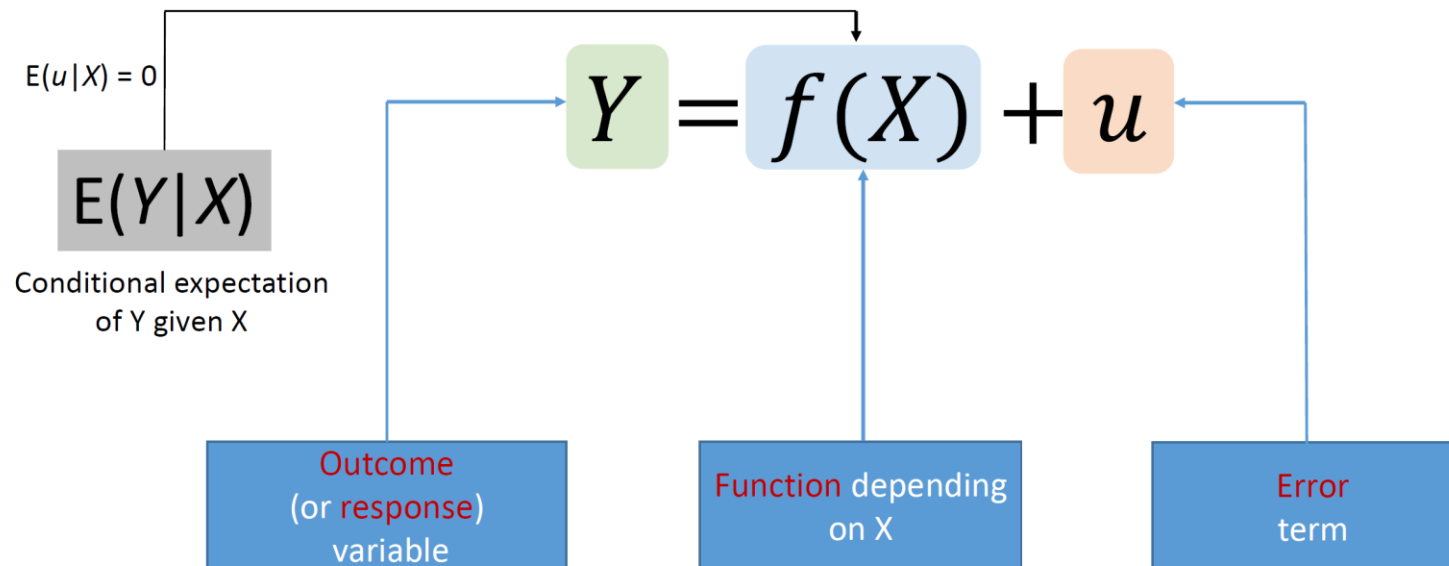 E(u|X) = 0
Y = f(X) + u
E(Y|X)
Conditional expectation
of Y given X
Outcome
(or response)
variable
Function depending
on X
Error
term